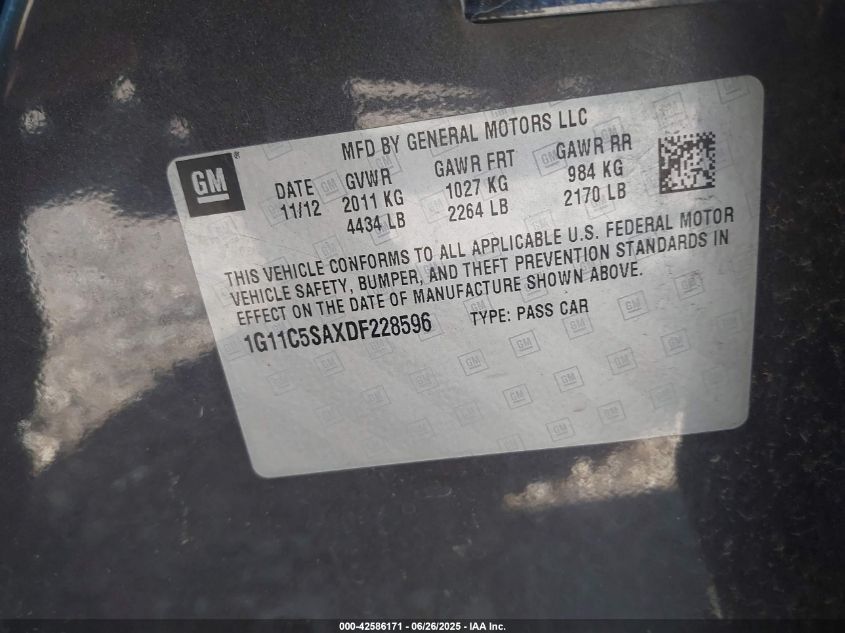 MFD BY GENERAL MOTORS LLC
GM®
DATE GVWR GAWR FRT GAWR RR
11/12 2011 KG 1027 KG 984 KG
4434 LB 2264 LB 2170 LB
THIS VEHICLE CONFORMS TO ALL APPLICABLE U.S. FEDERAL MOTOR
VEHICLE SAFETY, BUMPER, AND THEFT PREVENTION STANDARDS IN
EFFECT ON THE DATE OF MANUFACTURE SHOWN ABOVE.
1G11C5SAXDF228596 TYPE: PASS CAR
000-42586171 - 06/26/2025 - IAA Inc.